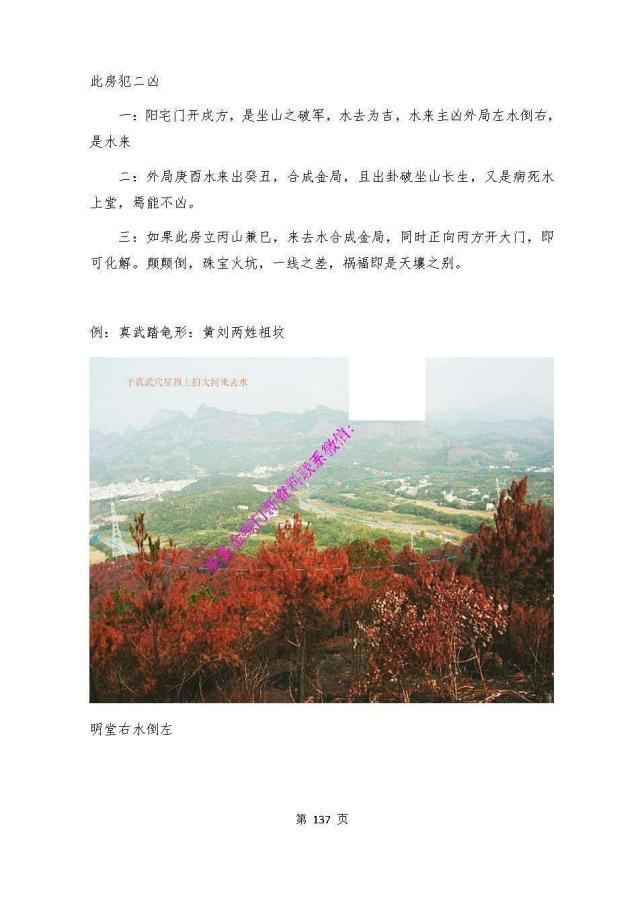 此房犯二凶
一：阳宅门开戌方，是坐山之破军，水去为吉，水来主凶外局左水倒右，
是水来
二：外局庚酉水来出癸丑，合成金局，且出卦破坐山长生，又是病死水
上堂，焉能不凶。
三：如果此房立丙山兼巳，来去水合成金局，同时正向丙方开大门，即
可化解。颠颠倒，珠宝火坑，一线之差，祸福即是天壤之别。
例：真武踏龟形：黄刘两姓祖坟
于真武穴星顶上拍大河来去水
新资料联系微信：
明堂右水倒左
第 137 页